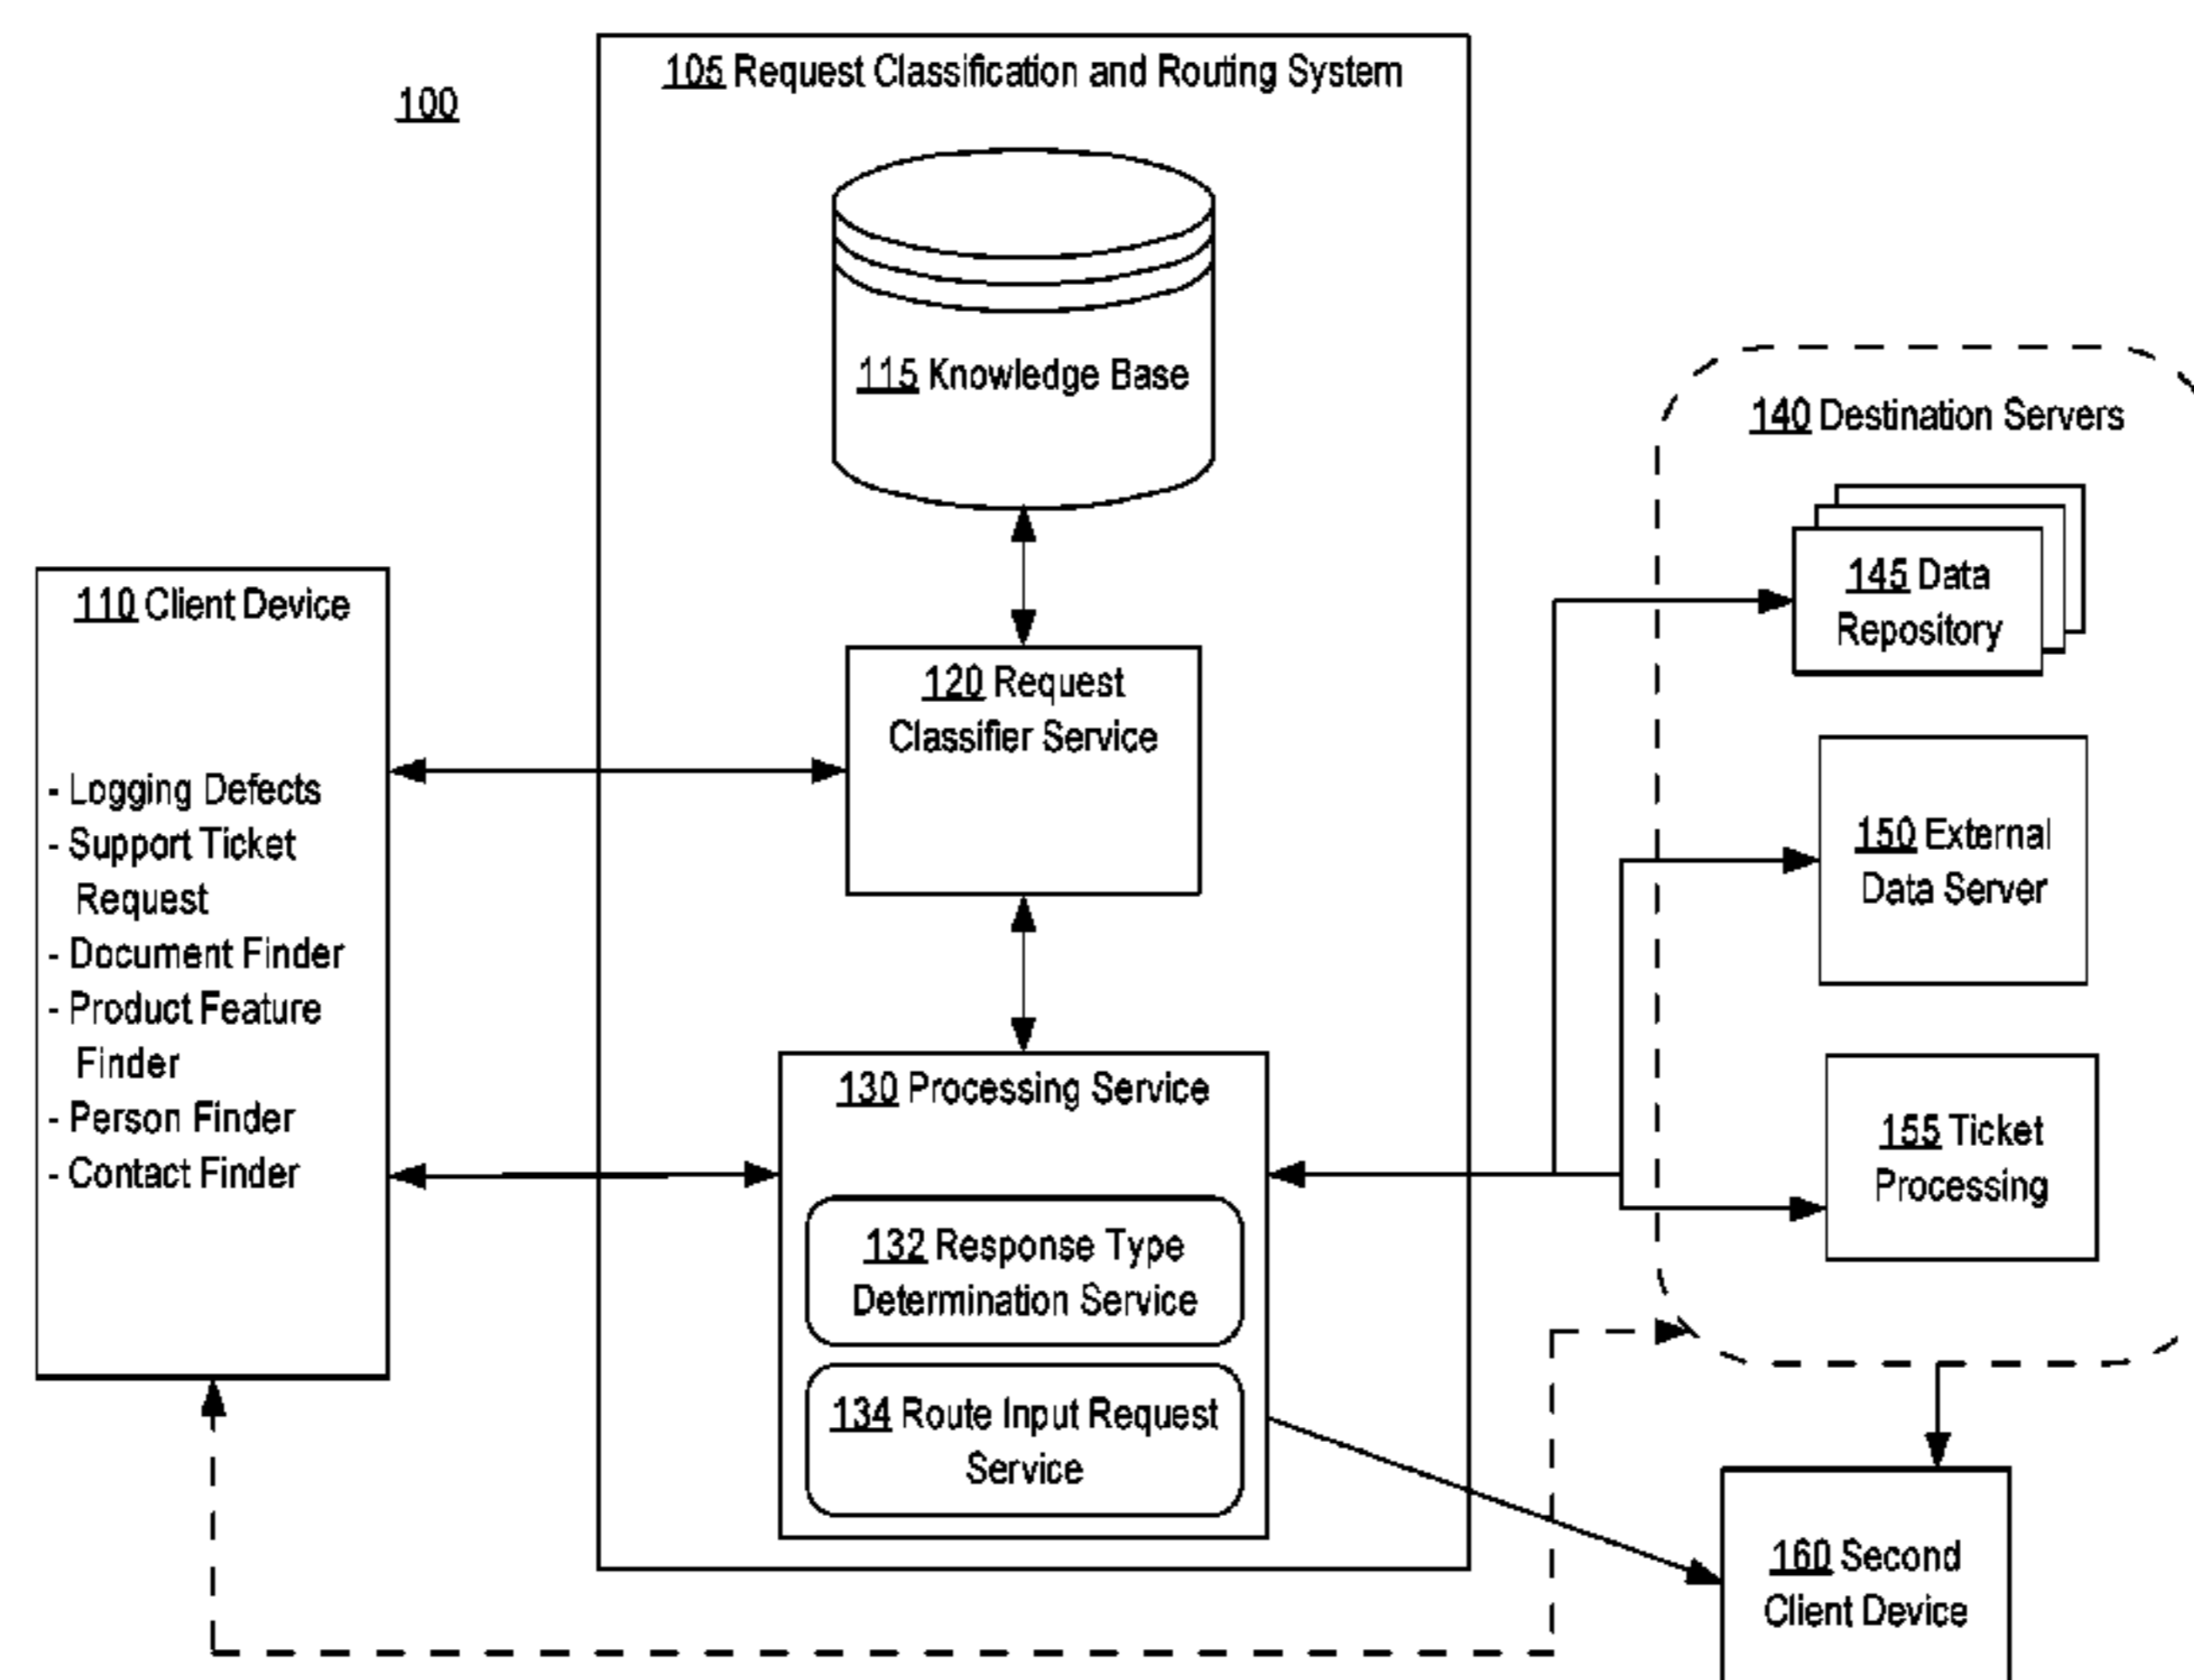 100
105 Request Classification and Routing System
115 Knowledge Base
110 Client Device
- Logging Defects
- Support Ticket
Request
- Document Finder
- Product Feature
Finder
- Person Finder
- Contact Finder
120 Request
Classifier Service
130 Processing Service
132 Response Type
Determination Service
134 Route Input Request
Service
140 Destination Servers
145 Data
Repository
150 External
Data Server
155 Ticket
Processing
160 Second
Client Device